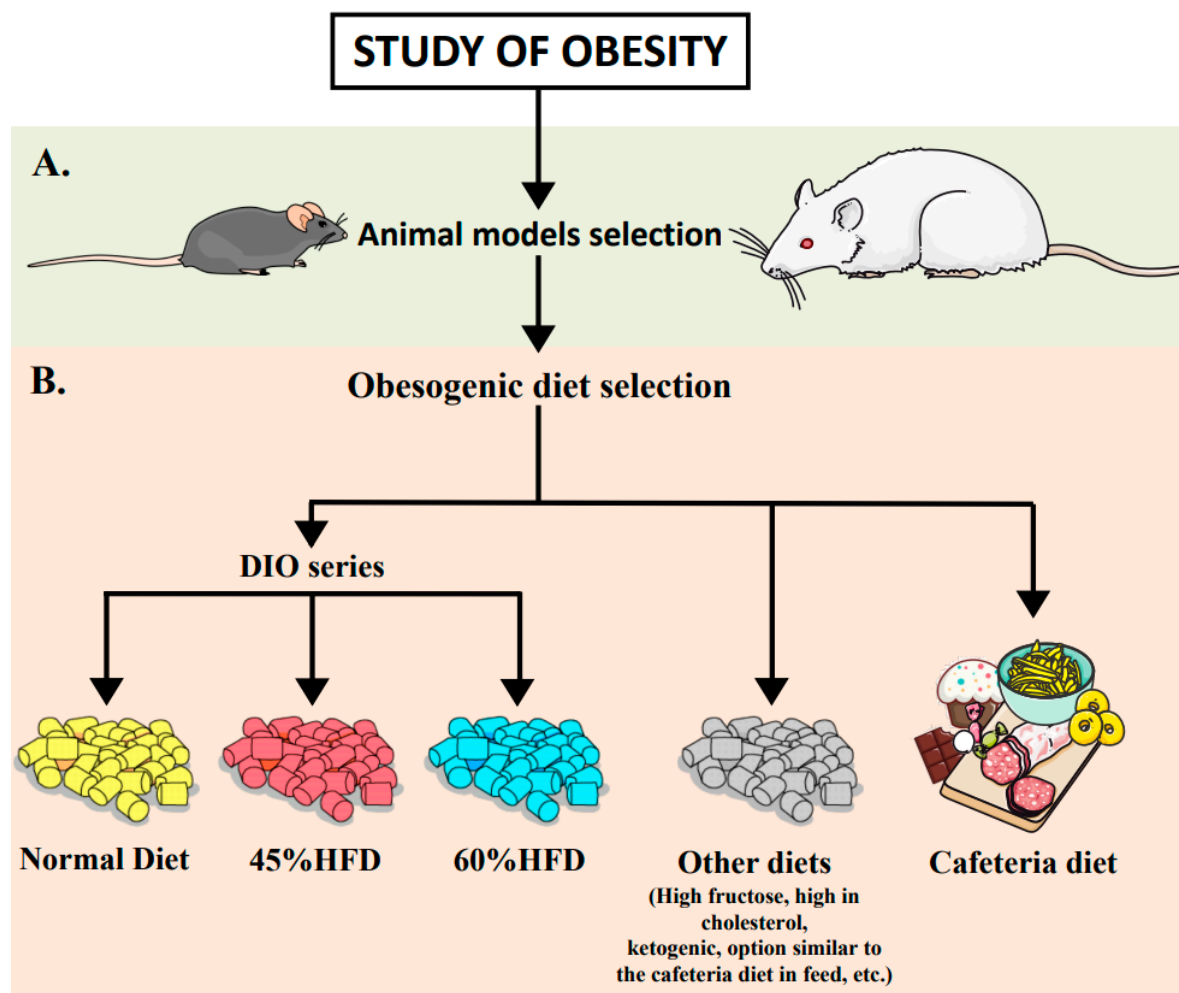 STUDY OF OBESITY
A.
Animal models selection
B.
Obesogenic diet selection
DIO series
Normal Diet
45%HFD
60%HFD
Other diets
(High fructose, high in
cholesterol,
ketogenic, option similar to
the cafeteria diet in feed, etc.)
Cafeteria diet